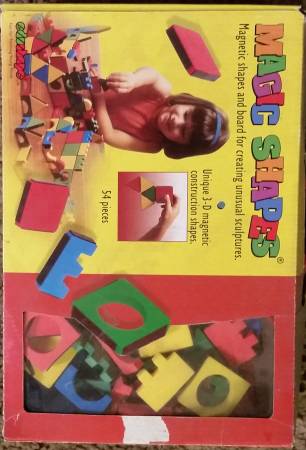 MAGIC SHAPES®
Magnetic shapes and board for creating unusual sculptures.
Unique 3-D magnetic
construction shapes.
54 pieces